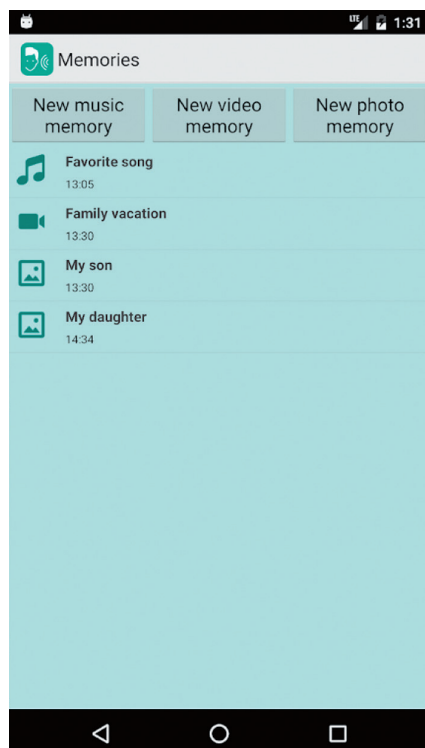 LTE 1:31
Memories
New music
memory
New video
memory
New photo
memory
Favorite song
13:05
Family vacation
13:30
My son
13:30
My daughter
14:34